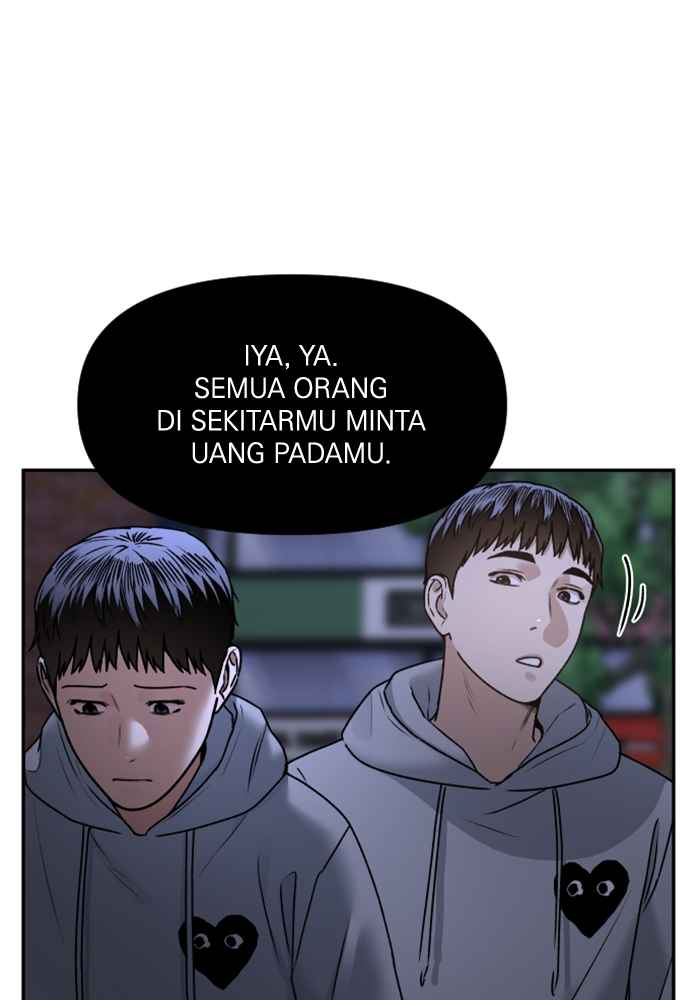 IYA, YA.
SEMUA ORANG
DI SEKITARMU MINTA
UANG PADAMU.